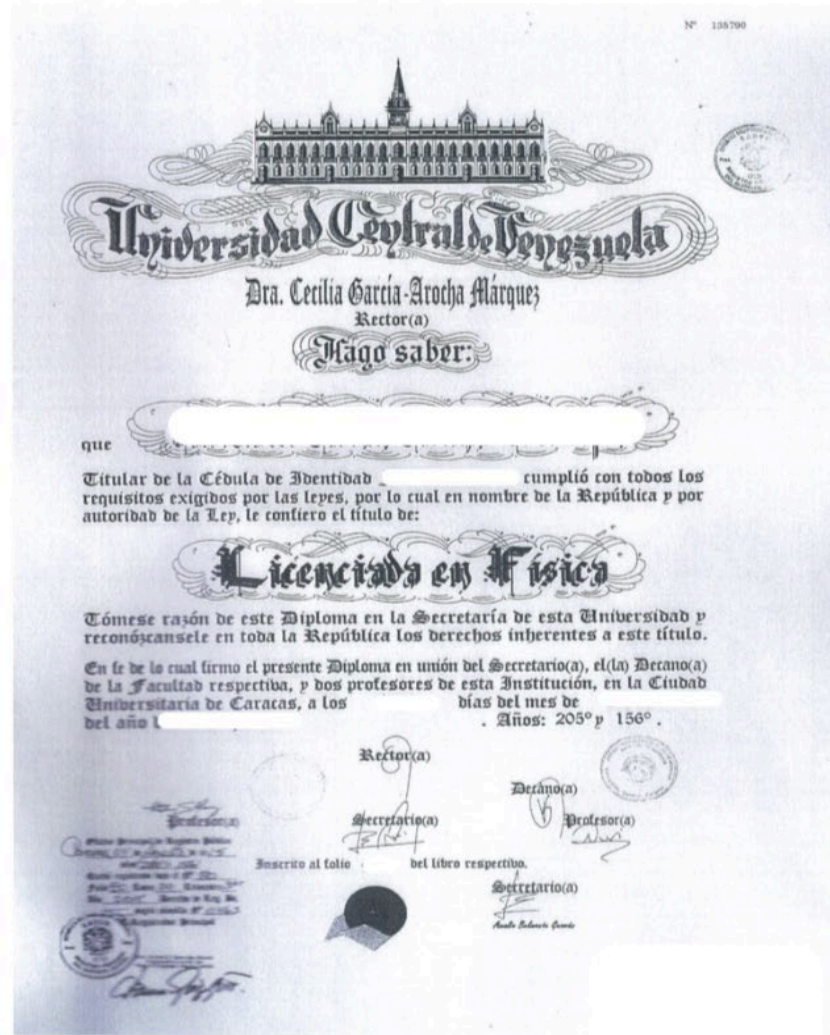 Nº 135790
Universidad Central de Venezuela
Dra. Cecilia García-Arocha Márquez
Rector(a)
Hago saber:
que
Titular de la Cédula de Identidad cumplió con todos los
requisitos exigidos por las leyes, por lo cual en nombre de la República y por
autoridad de la Ley, le confiero el título de:
Licenciada en Física
Tómese razón de este Diploma en la Secretaría de esta Universidad y
reconózcansele en toda la República los derechos inherentes a este título.
En fe de lo cual firmo el presente Diploma en unión del Secretario(a), el(la) Decano(a)
de la Facultad respectiva, y dos profesores de esta Institución, en la Ciudad
Universitaria de Caracas, a los días del mes de
del año . Años: 205º y 156º .
Rector(a)
Decano(a)
Profesor(a)
Secretario(a)
Profesor(a)
Inscrito al folio del libro respectivo.
Secretario(a)